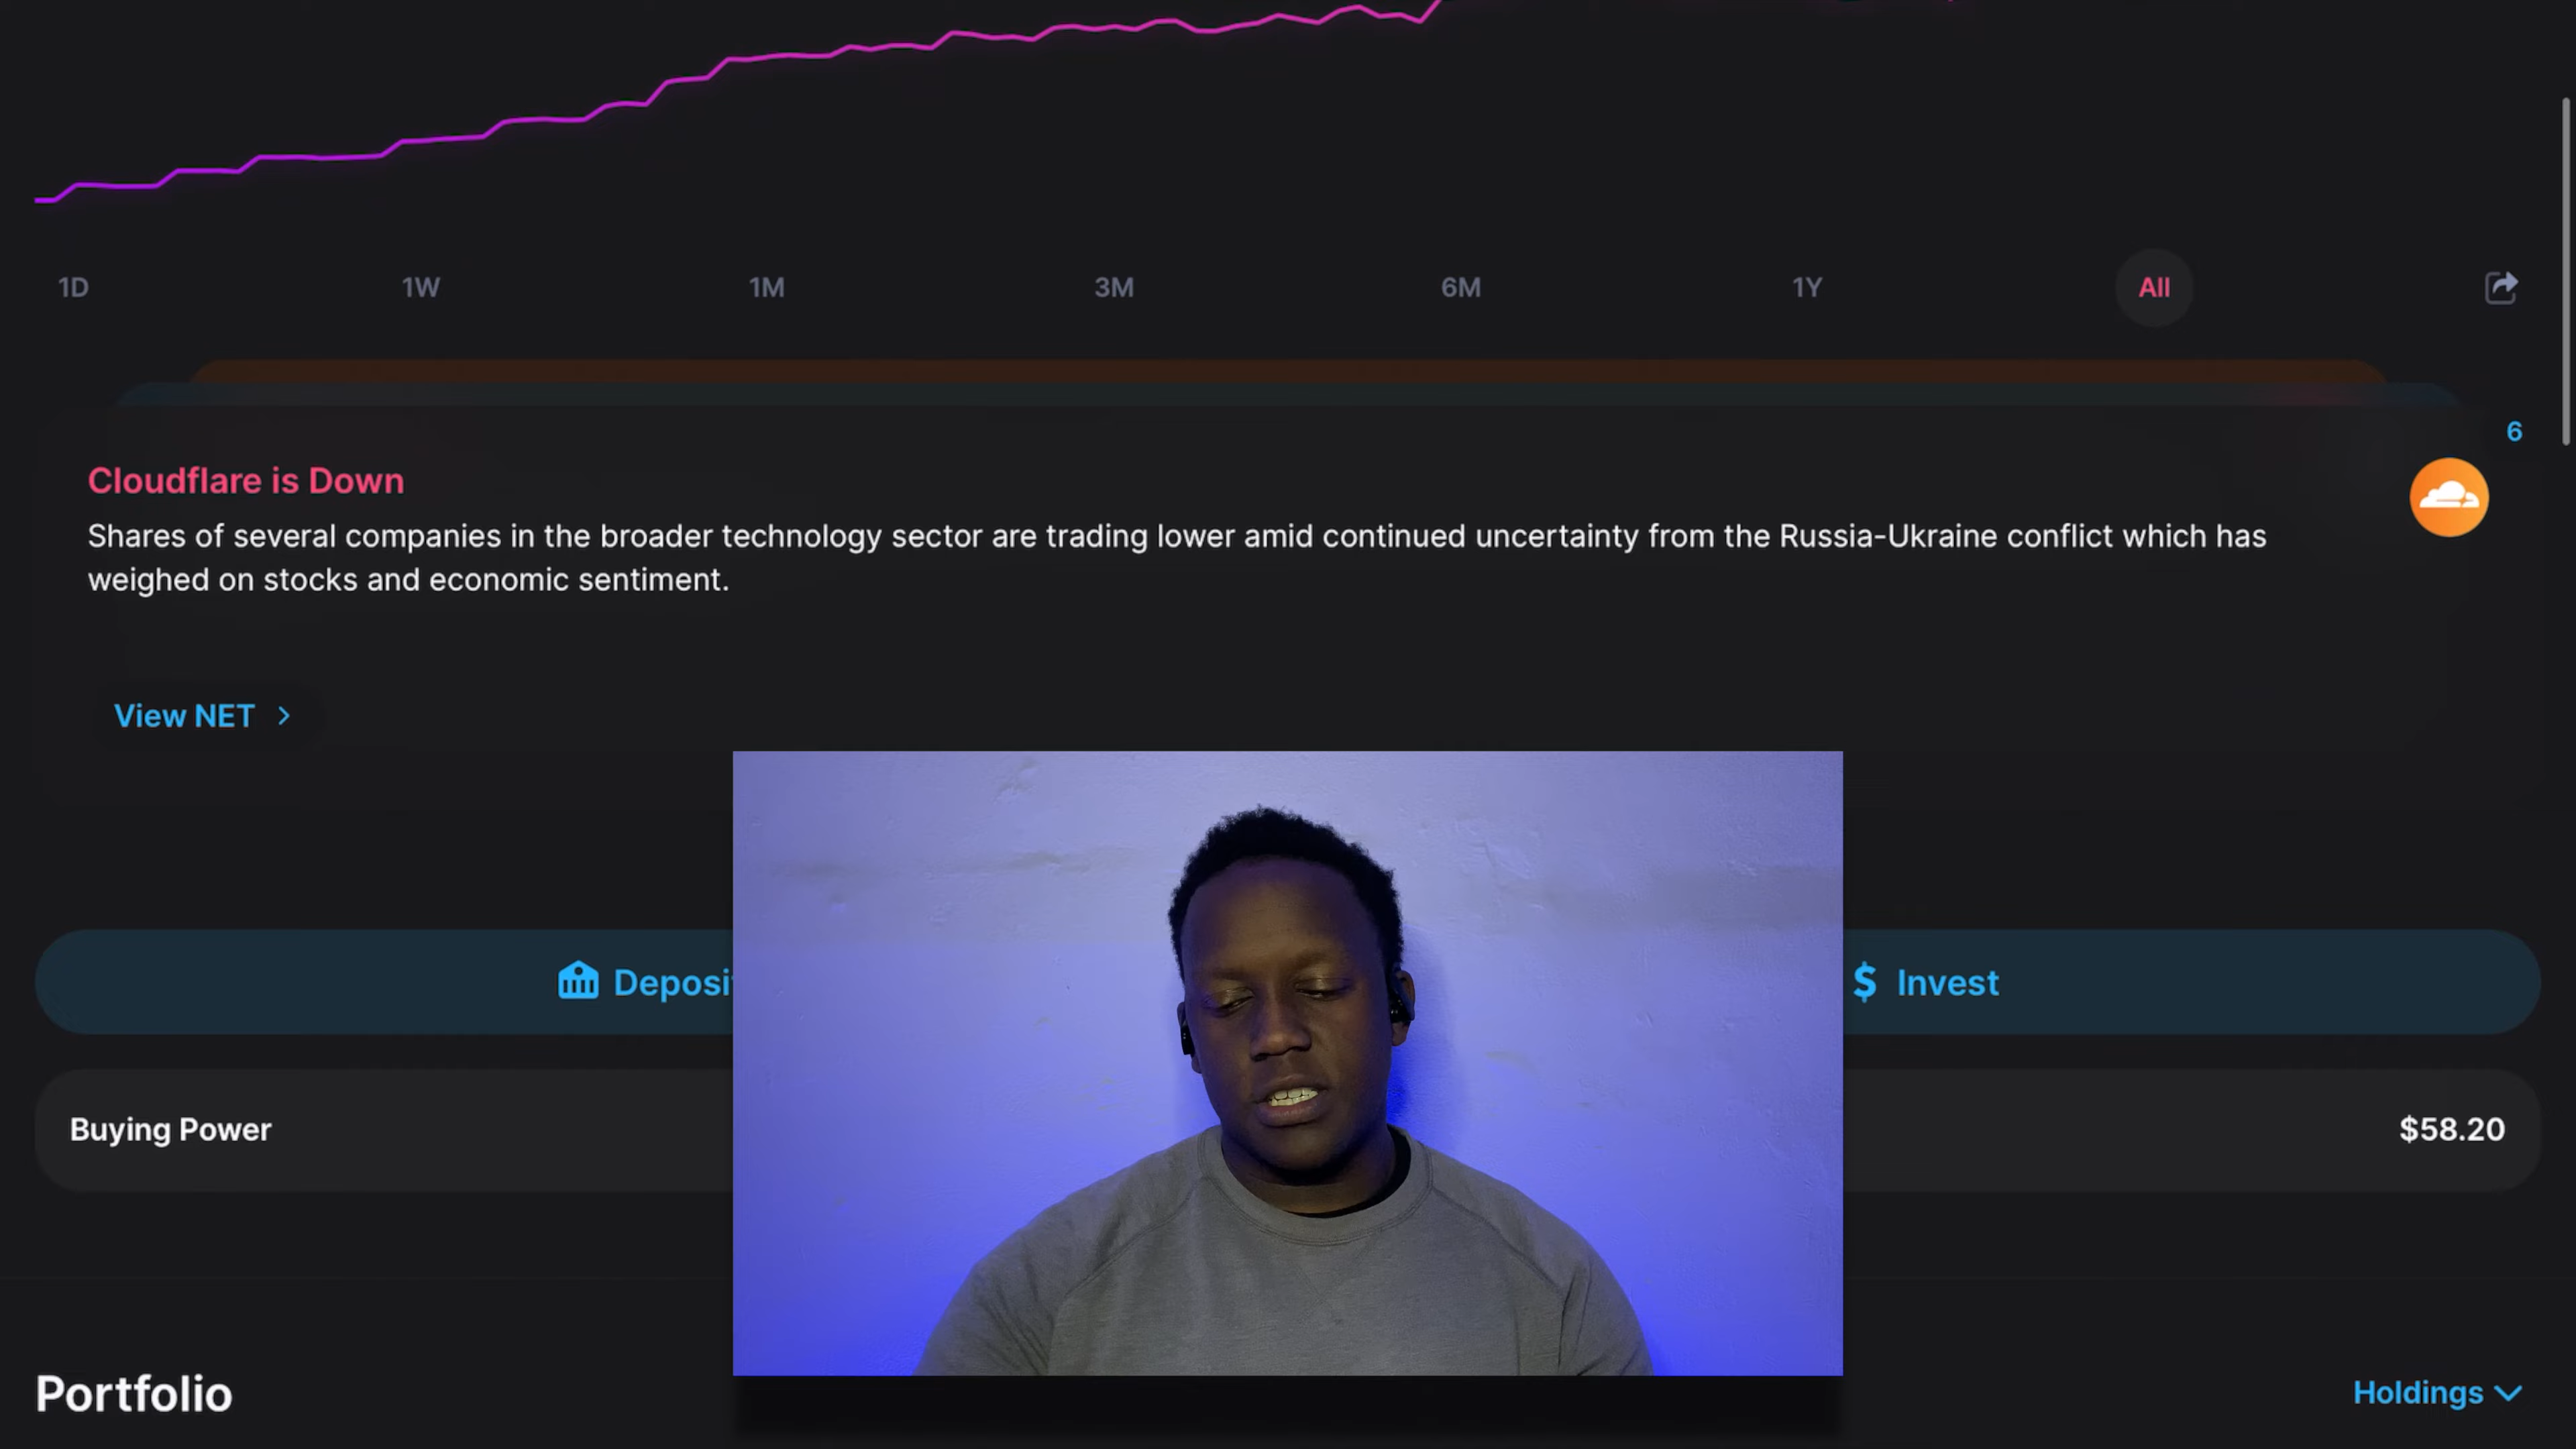 1D 1W 1M 3M 6M 1Y All
6
Cloudflare is Down
Shares of several companies in the broader technology sector are trading lower amid continued uncertainty from the Russia-Ukraine conflict which has
weighed on stocks and economic sentiment.
View NET
Deposi
$ Invest
Buying Power $58.20
Portfolio Holdings